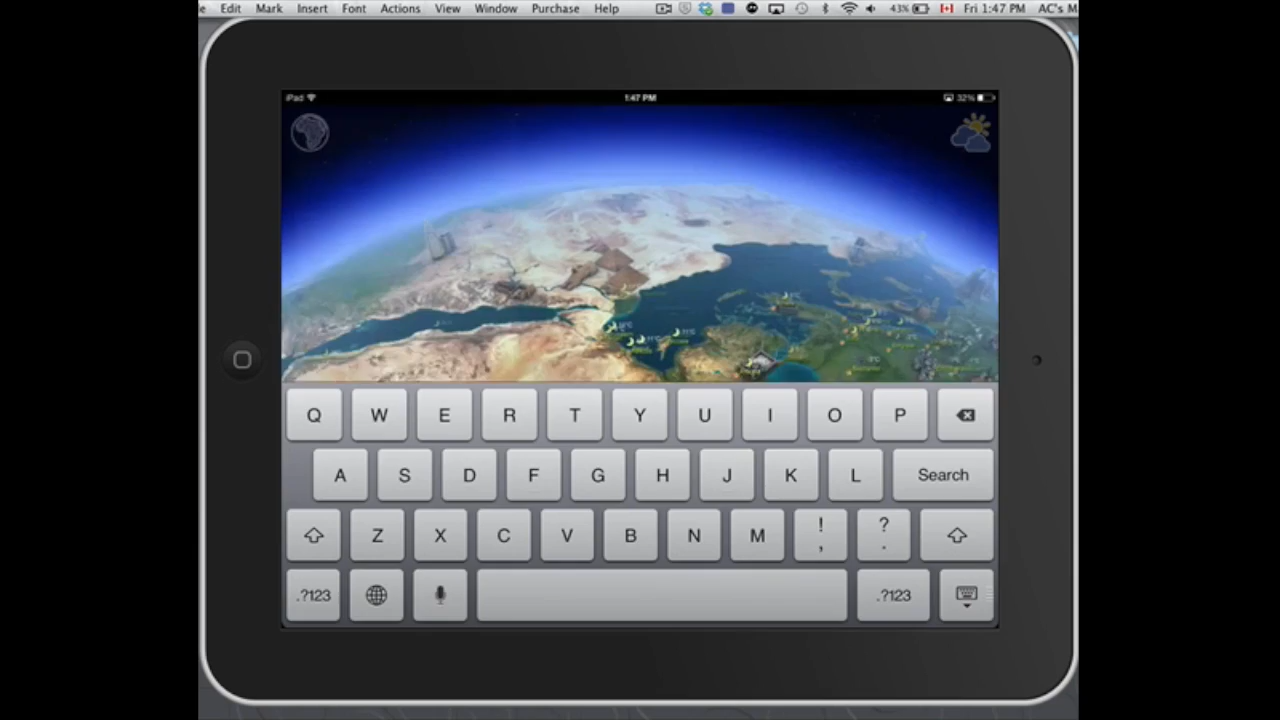 e Edit Mark Insert Font Actions View Window Purchase Help 43% Fri 1:47 PM AC's M
iPad 1:47 PM 32%
Q W E R T Y U I O P
A S D F G H J K L Search
Z X C V B N M ! , ? .
.?123 .?123